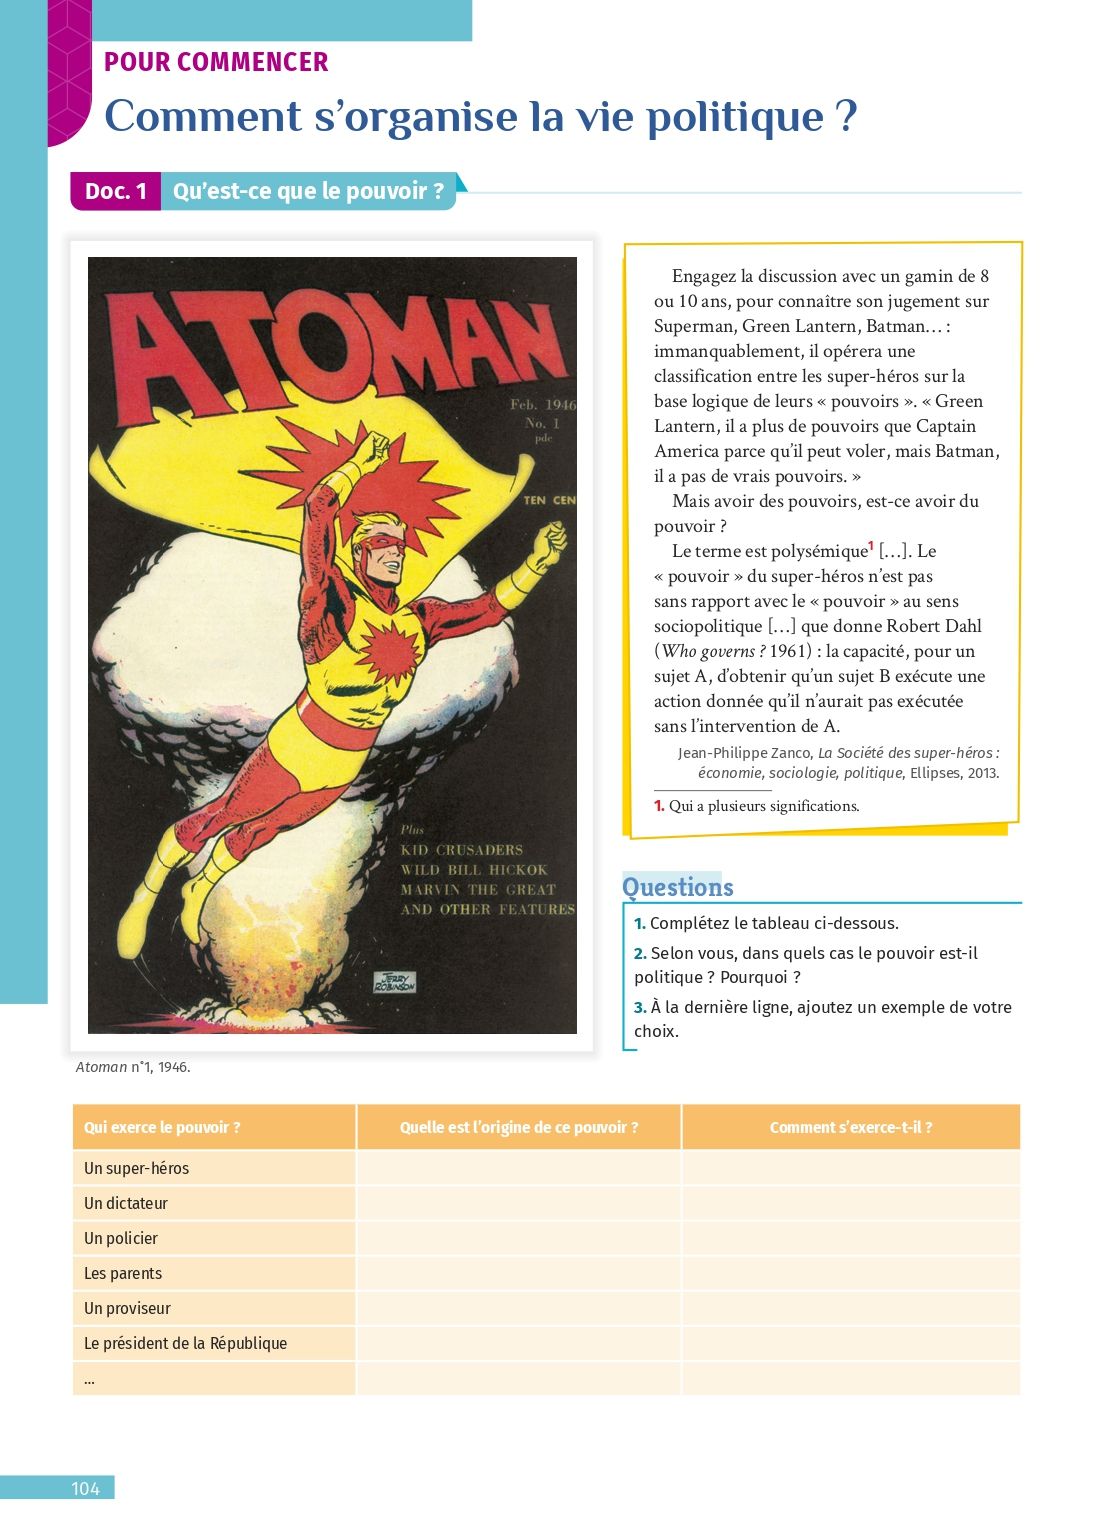 POUR COMMENCER
Comment s’organise la vie politique ?
Doc. 1 Qu’est-ce que le pouvoir ?
ATOMAN
Feb. 1946
No. 1
pdc
TEN CEN
Plus
KID CRUSADERS
WILD BILL HICKOK
MARVIN THE GREAT
AND OTHER FEATURES
JERRY
ROBINSON
Atoman n°1, 1946.
Engagez la discussion avec un gamin de 8
ou 10 ans, pour connaître son jugement sur
Superman, Green Lantern, Batman… :
immanquablement, il opérera une
classification entre les super-héros sur la
base logique de leurs « pouvoirs ». « Green
Lantern, il a plus de pouvoirs que Captain
America parce qu’il peut voler, mais Batman,
il a pas de vrais pouvoirs. »
Mais avoir des pouvoirs, est-ce avoir du
pouvoir ?
Le terme est polysémique1 […]. Le
« pouvoir » du super-héros n’est pas
sans rapport avec le « pouvoir » au sens
sociopolitique […] que donne Robert Dahl
(Who governs ? 1961) : la capacité, pour un
sujet A, d’obtenir qu’un sujet B exécute une
action donnée qu’il n’aurait pas exécutée
sans l’intervention de A.
Jean-Philippe Zanco, La Société des super-héros :
économie, sociologie, politique, Ellipses, 2013.
1. Qui a plusieurs significations.
Questions
1. Complétez le tableau ci-dessous.
2. Selon vous, dans quels cas le pouvoir est-il
politique ? Pourquoi ?
3. À la dernière ligne, ajoutez un exemple de votre
choix.
Qui exerce le pouvoir ? Quelle est l’origine de ce pouvoir ? Comment s’exerce-t-il ?
Un super-héros
Un dictateur
Un policier
Les parents
Un proviseur
Le président de la République
...
104